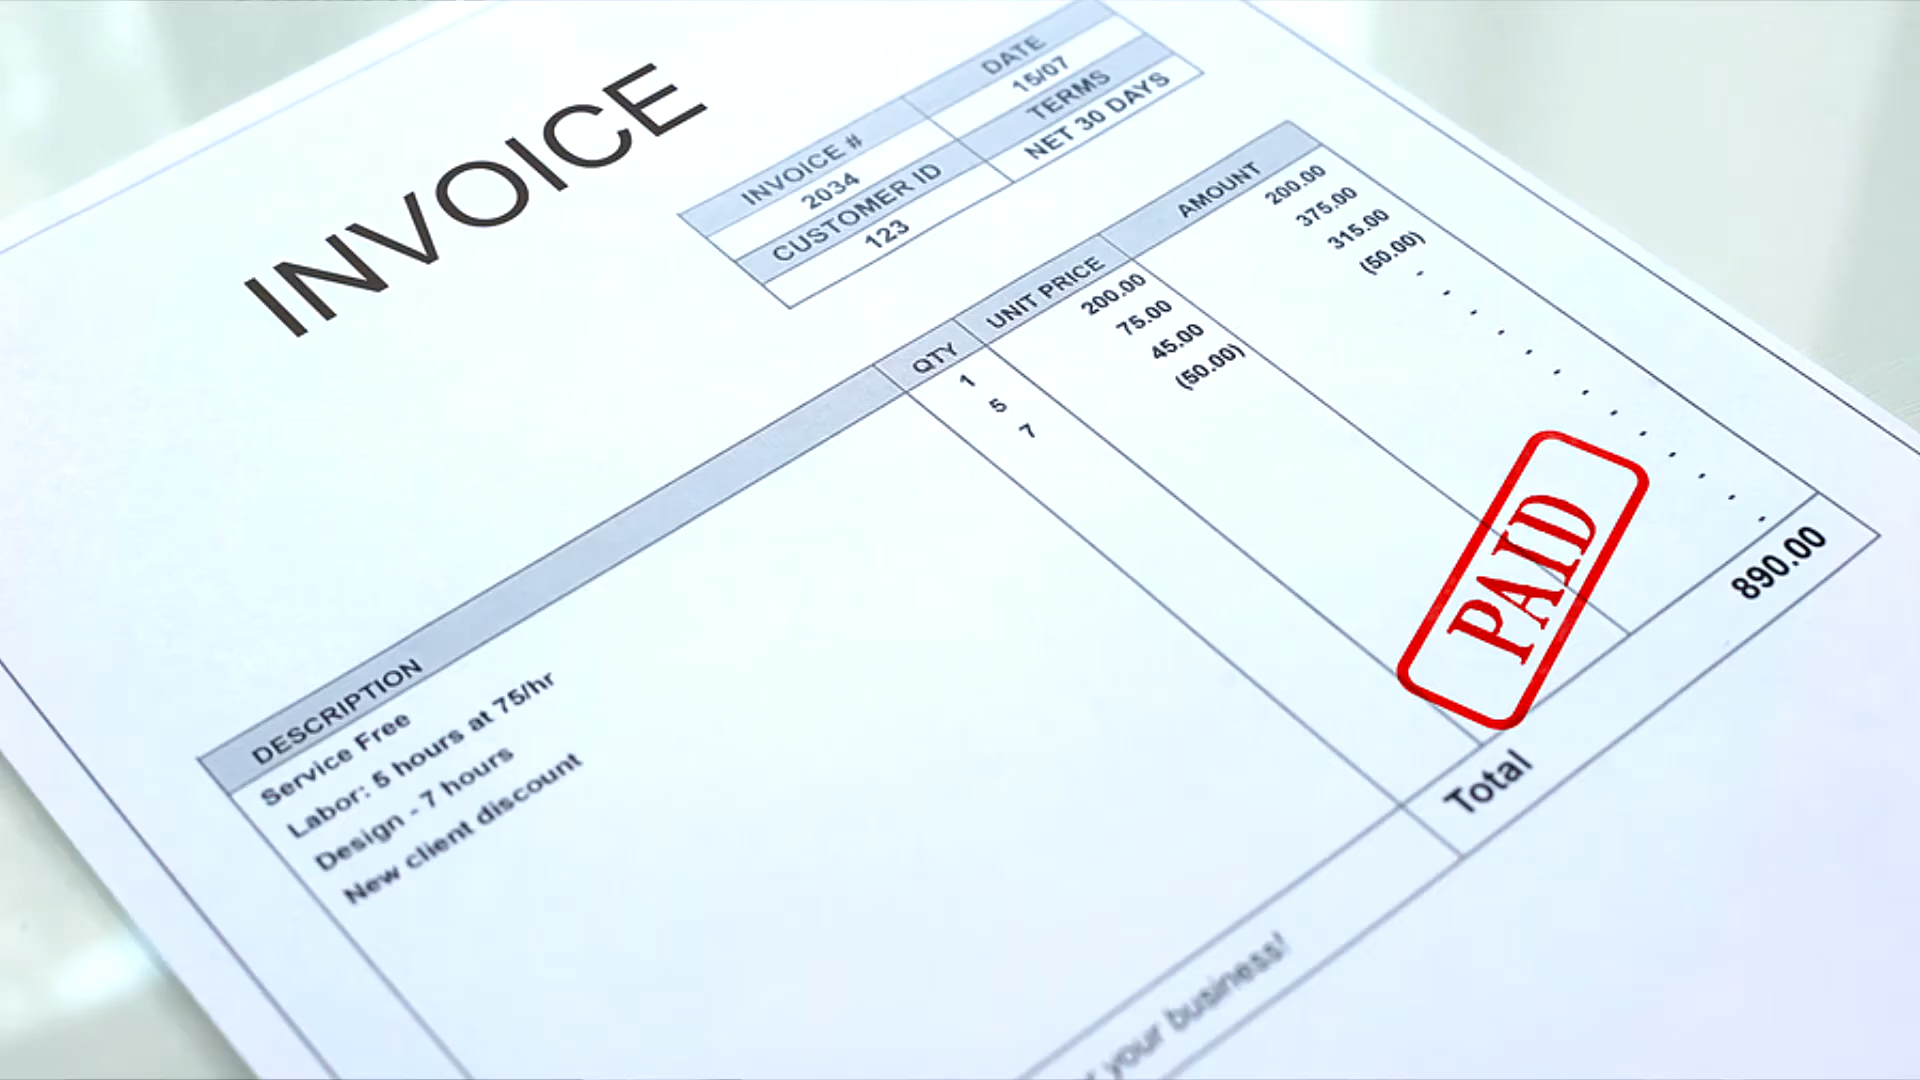 INVOICE
INVOICE # DATE
2034 15/07
CUSTOMER ID TERMS
123 NET 30 DAYS
DESCRIPTION QTY UNIT PRICE AMOUNT
Service Free 1 200.00 200.00
Labor: 5 hours at 75/hr 5 75.00 375.00
Design - 7 hours 7 45.00 315.00
New client discount (50.00) (50.00)
PAID
Total 890.00
your business!